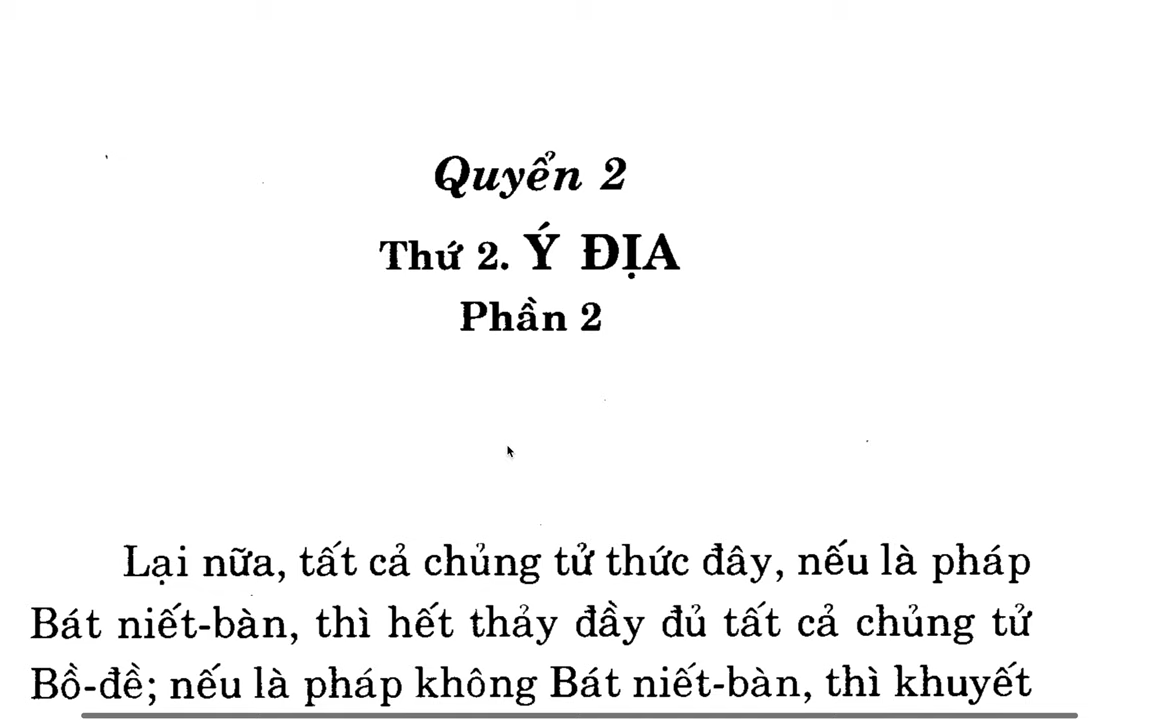 Quyển 2
Thứ 2. Ý ĐỊA
Phần 2
Lại nữa, tất cả chủng tử thức đây, nếu là pháp
Bát niết-bàn, thì hết thảy đầy đủ tất cả chủng tử
Bồ-đề; nếu là pháp không Bát niết-bàn, thì khuyết